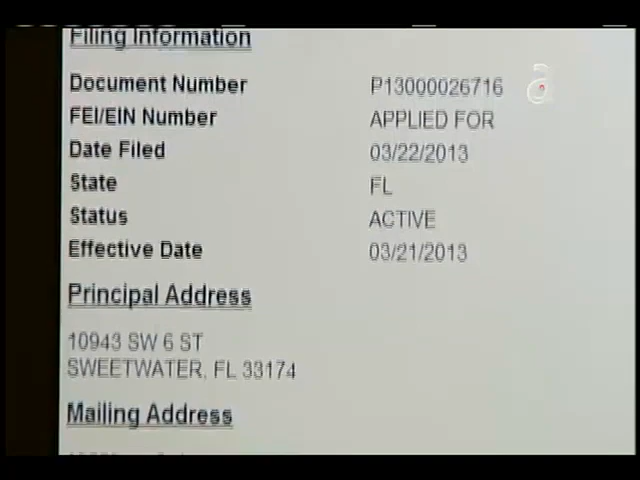 Filing Information
Document Number P13000026716
FEI/EIN Number APPLIED FOR
Date Filed 03/22/2013
State FL
Status ACTIVE
Effective Date 03/21/2013
Principal Address
10943 SW 6 ST
SWEETWATER, FL 33174
Mailing Address